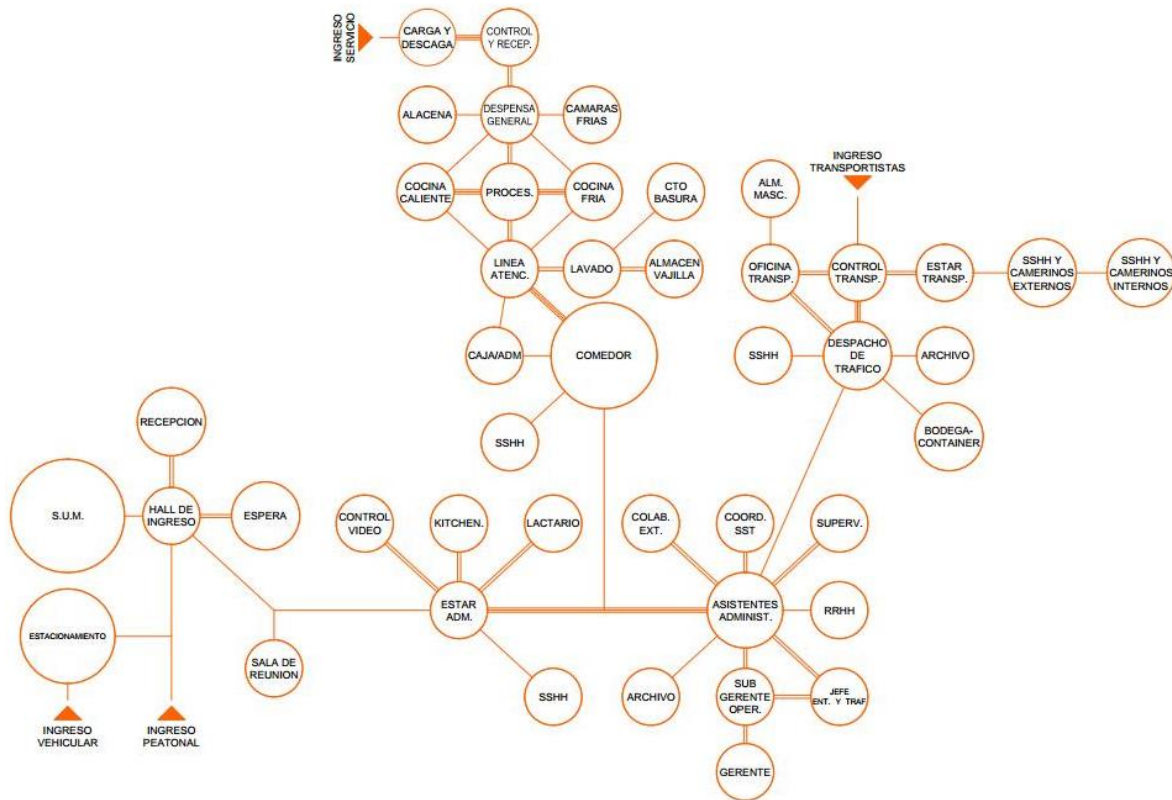 INGRESO
SERVICIO
CARGA Y
DESCAGA
CONTROL
Y RECEP.
ALACENA
DESPENSA
GENERAL
CAMARAS
FRIAS
COCINA
CALIENTE
PROCES.
COCINA
FRIA
CTO
BASURA
LINEA
ATENC.
LAVADO
ALMACEN
VAJILLA
CAJA/ADM
COMEDOR
SSHH
INGRESO
TRANSPORTISTAS
ALM.
MASC.
OFICINA
TRANSP.
CONTROL
TRANSP.
ESTAR
TRANSP.
SSHH Y
CAMERINOS
EXTERNOS
SSHH Y
CAMERINOS
INTERNOS
SSHH
DESPACHO
DE
TRAFICO
ARCHIVO
BODEGA-
CONTAINER
RECEPCION
S.U.M.
HALL DE
INGRESO
ESPERA
ESTACIONAMIENTO
SALA DE
REUNION
INGRESO
VEHICULAR
INGRESO
PEATONAL
CONTROL
VIDEO
KITCHEN.
LACTARIO
ESTAR
ADM.
SSHH
COLAB.
EXT.
COORD.
SST
SUPERV.
ASISTENTES
ADMINIST.
RRHH
ARCHIVO
SUB
GERENTE
OPER.
JEFE
ENT. Y TRAF
GERENTE